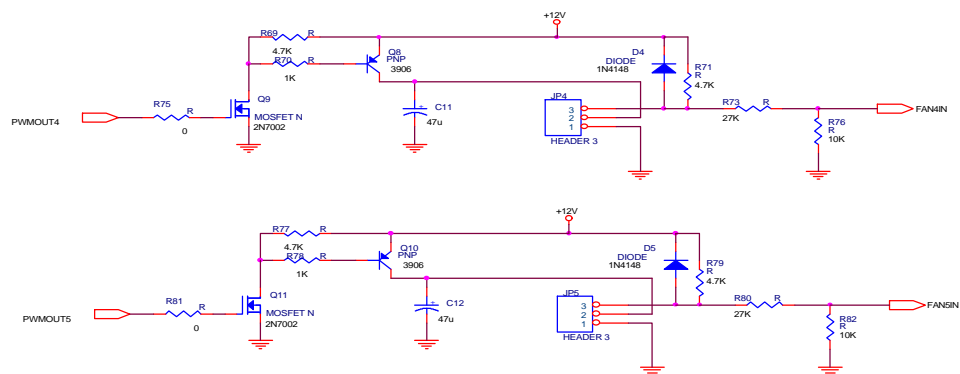 +12V
R69 R
4.7K
R70 R
1K
Q8
PNP
3906
D4
DIODE
1N4148
R71
R
4.7K
PWMOUT4
R75 R
0
Q9
MOSFET N
2N7002
C11
47u
JP4
3
2
1
HEADER 3
R73 R
27K
R76
R
10K
FAN4IN
+12V
R77 R
4.7K
R78 R
1K
Q10
PNP
3906
D5
DIODE
1N4148
R79
R
4.7K
PWMOUT5
R81 R
0
Q11
MOSFET N
2N7002
C12
47u
JP5
3
2
1
HEADER 3
R80 R
27K
R82
R
10K
FAN5IN